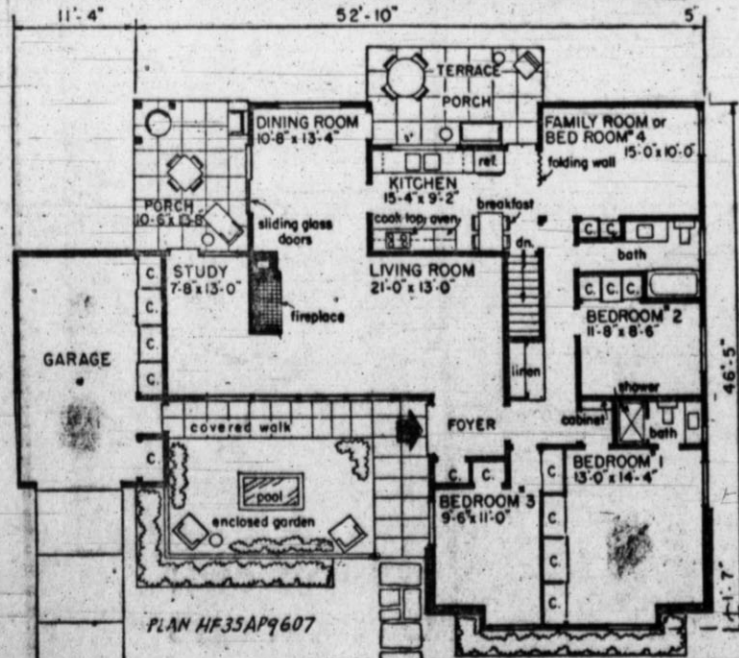 11'-4"
52'-10"
5'
TERRACE
PORCH
DINING ROOM
10'-8" x 13'-4"
FAMILY ROOM or
BED ROOM #4
15'-0 x 10'-0"
folding wall
ref.
KITCHEN
15'-4" x 9'-2"
breakfast
cook top oven
PORCH
sliding glass
doors
dn.
C.
C.
bath
STUDY
7'-8" x 13'-0"
LIVING ROOM
21'-0" x 13'-0"
fireplace
C.
C.
C.
BEDROOM #2
11'-8" x 8'-6"
GARAGE
C.
C.
C.
C.
linen
shower
cabinet
bath
covered walk
FOYER
C.
C.
C.
BEDROOM #1
13'-0" x 14'-4"
pool
enclosed garden
BEDROOM #3
9'-6" x 11'-0"
C.
C.
C.
C.
46'-5"
1'-7"
PLAN HF35AP9607